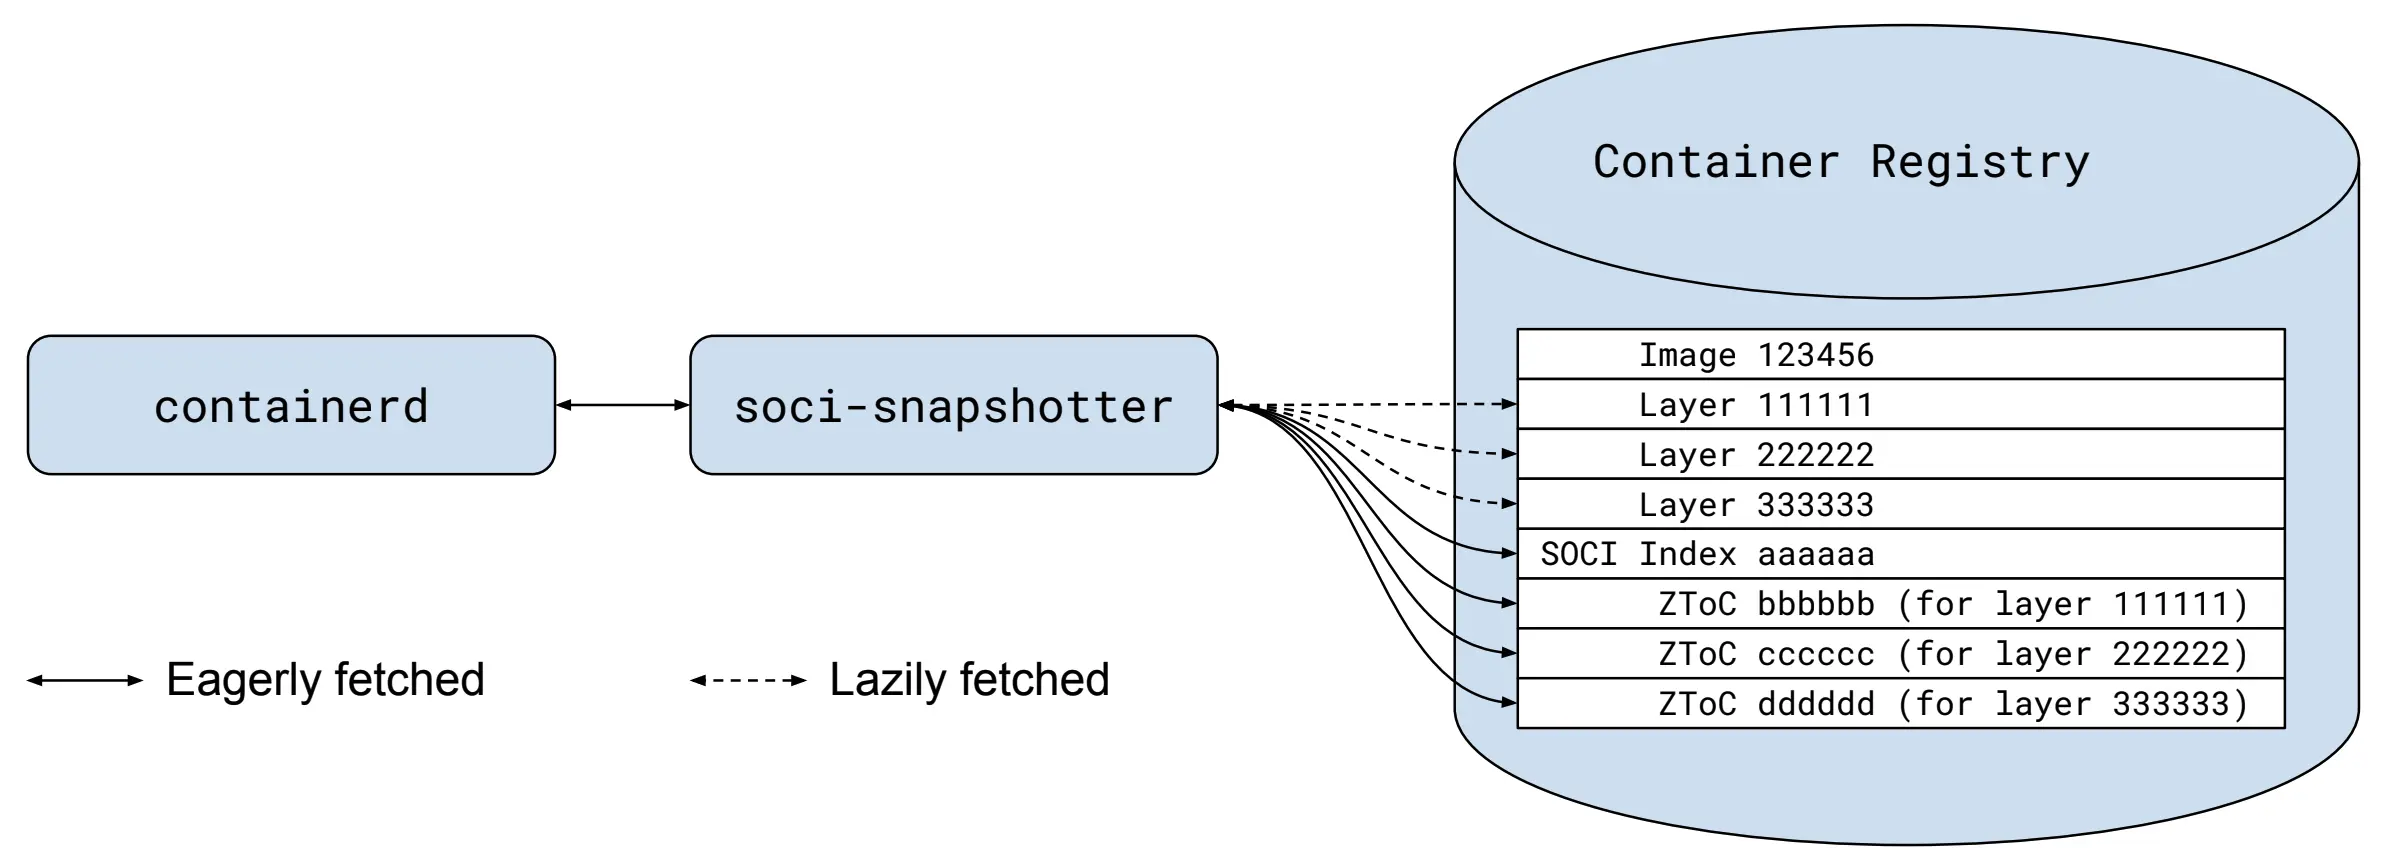 Container Registry
containerd
soci-snapshotter
Image 123456
Layer 111111
Layer 222222
Layer 333333
SOCI Index aaaaaa
ZToC bbbbbb (for layer 111111)
ZToC cccccc (for layer 222222)
ZToC dddddd (for layer 333333)
Eagerly fetched
Lazily fetched